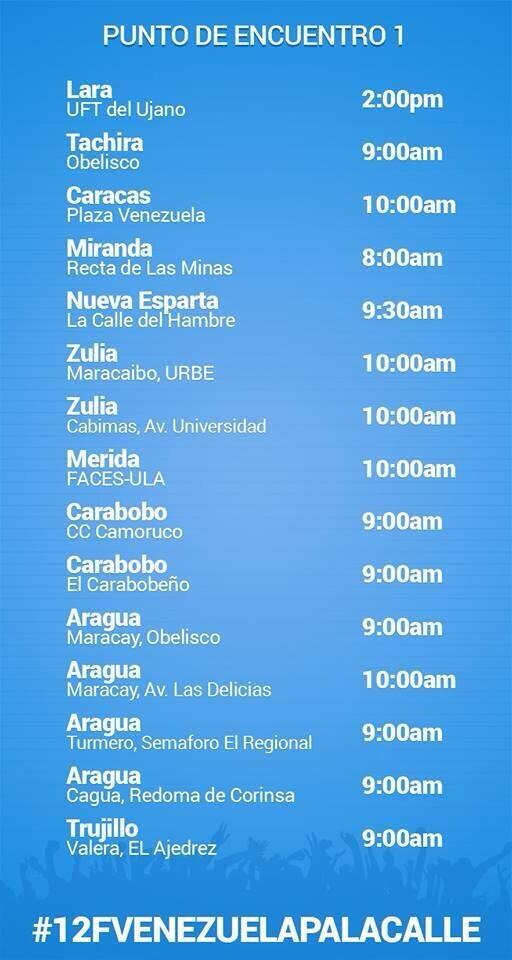 PUNTO DE ENCUENTRO 1
Lara
UFT del Ujano
2:00pm
Tachira
Obelisco
9:00am
Caracas
Plaza Venezuela
10:00am
Miranda
Recta de Las Minas
8:00am
Nueva Esparta
La Calle del Hambre
9:30am
Zulia
Maracaibo, URBE
10:00am
Zulia
Cabimas, Av. Universidad
10:00am
Merida
FACES-ULA
10:00am
Carabobo
CC Camoruco
9:00am
Carabobo
El Carabobeño
9:00am
Aragua
Maracay, Obelisco
9:00am
Aragua
Maracay, Av. Las Delicias
10:00am
Aragua
Turmero, Semaforo El Regional
9:00am
Aragua
Cagua, Redoma de Corinsa
9:00am
Trujillo
Valera, EL Ajedrez
9:00am
#12FVENEZUELAPALACALLE